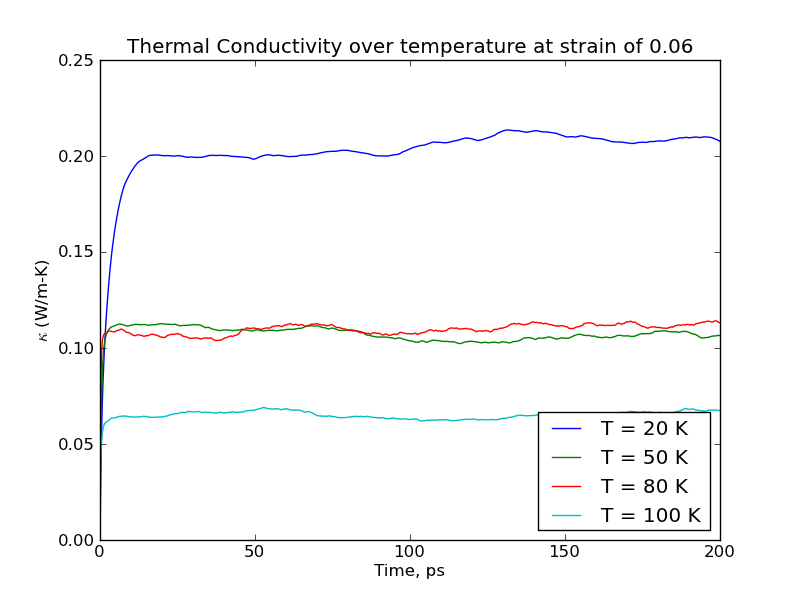 Thermal Conductivity over temperature at strain of 0.06
0.25
0.20
0.15
0.10
0.05
0.00
κ (W/m-K)
0
50
100
150
200
Time, ps
T = 20 K
T = 50 K
T = 80 K
T = 100 K